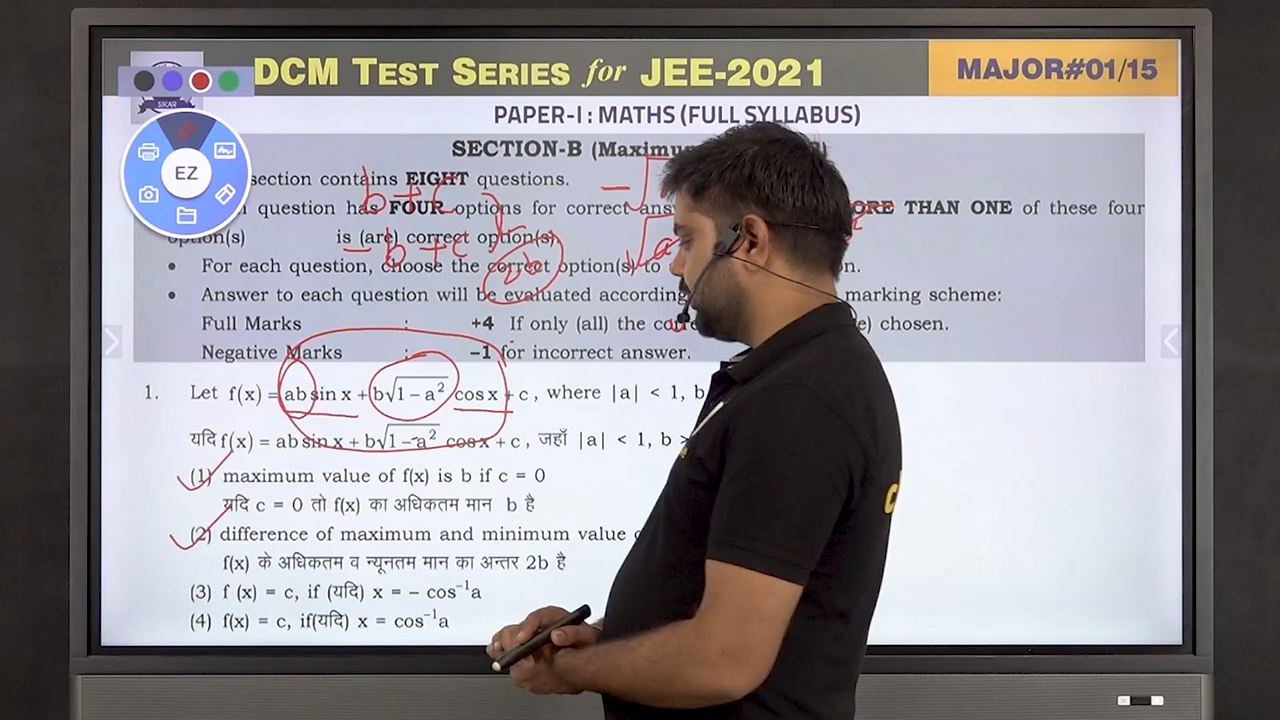 DCM TEST SERIES for JEE-2021
MAJOR#01/15
SIKAR
PAPER-I : MATHS (FULL SYLLABUS)
EZ
SECTION-B (Maximu
section contains EIGHT questions.
b + c
question has FOUR options for correct ans ORE THAN ONE of these four
option(s) is (are) correct option(s).
- b + c
2b
• For each question, choose the correct option(s) to on.
• Answer to each question will be evaluated according marking scheme:
Full Marks : +4 If only (all) the corre e) chosen.
Negative Marks : –1 for incorrect answer.
1. Let f(x) = ab sin x + b√1 – a² cos x + c , where |a| < 1, b
यदि f(x) = ab sin x + b√1 – a² cos x + c , जहाँ |a| < 1, b >
(1) maximum value of f(x) is b if c = 0
यदि c = 0 तो f(x) का अधिकतम मान b है
(2) difference of maximum and minimum value
f(x) के अधिकतम व न्यूनतम मान का अन्तर 2b है
(3) f (x) = c, if (यदि) x = – cos⁻¹a
(4) f(x) = c, if(यदि) x = cos⁻¹a